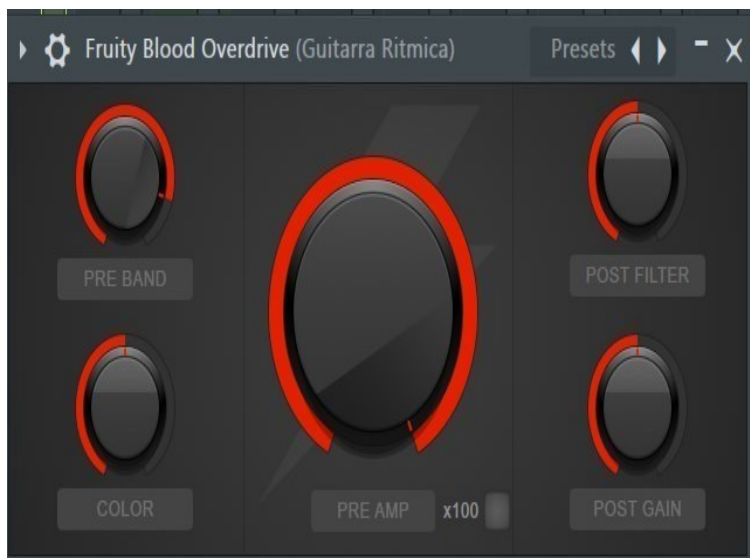 Fruity Blood Overdrive (Guitarra Ritmica) Presets
PRE BAND
POST FILTER
COLOR
PRE AMP x100
POST GAIN